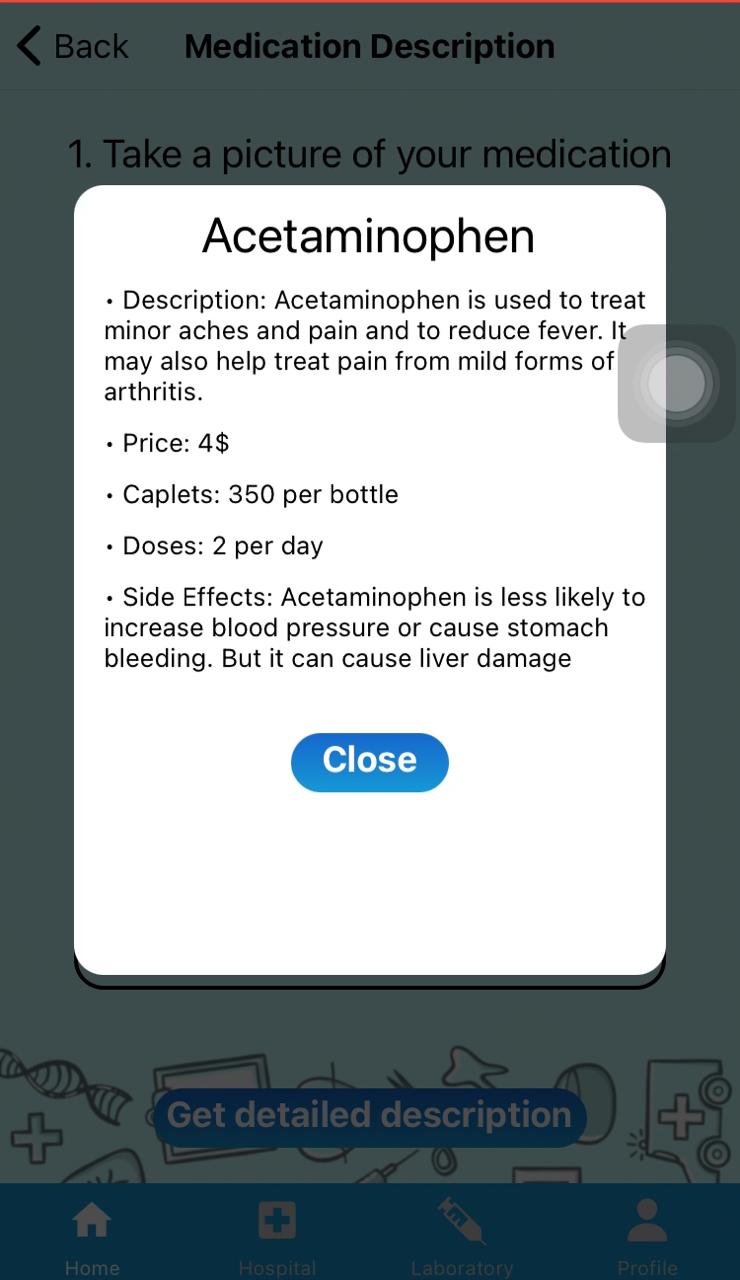 Back Medication Description
1. Take a picture of your medication
Acetaminophen
• Description: Acetaminophen is used to treat
minor aches and pain and to reduce fever. It
may also help treat pain from mild forms of
arthritis.
• Price: 4$
• Caplets: 350 per bottle
• Doses: 2 per day
• Side Effects: Acetaminophen is less likely to
increase blood pressure or cause stomach
bleeding. But it can cause liver damage
Close
Get detailed description
Home Hospital Laboratory Profile